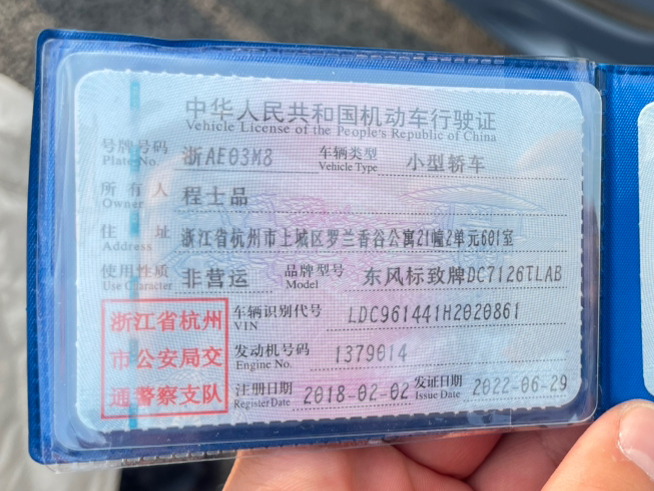 中华人民共和国机动车行驶证
Vehicle License of the People's Republic of China
号牌号码 浙AE03M8 车辆类型 小型轿车
Plate No. Vehicle Type
所有人 程士品
Owner
住址 浙江省杭州市上城区罗兰香谷公寓21幢2单元601室
Address
使用性质 非营运 品牌型号 东风标致牌DC7126TLAB
Use Character Model
浙江省杭州
市公安局交
通警察支队
车辆识别代号 LDC961441H2020861
VIN
发动机号码 1379014
Engine No.
注册日期 2018-02-02 发证日期 2022-06-29
Register Date Issue Date